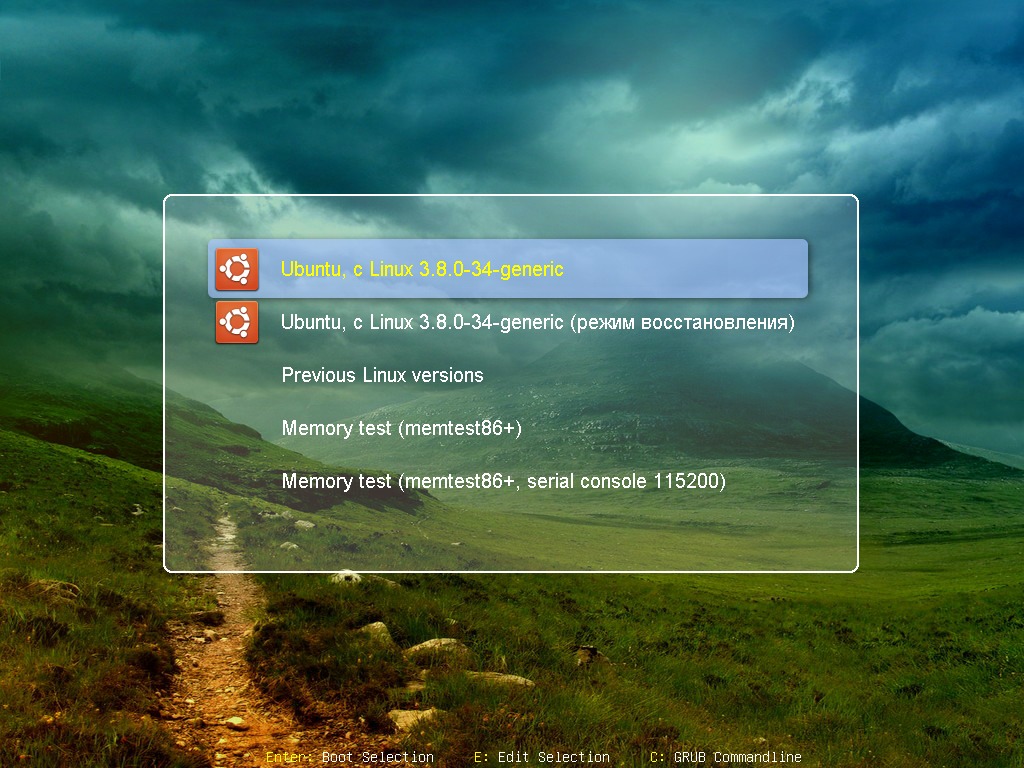 Ubuntu, с Linux 3.8.0-34-generic
Ubuntu, с Linux 3.8.0-34-generic (режим восстановления)
Previous Linux versions
Memory test (memtest86+)
Memory test (memtest86+, serial console 115200)
Enter: Boot Selection E: Edit Selection C: GRUB Commandline